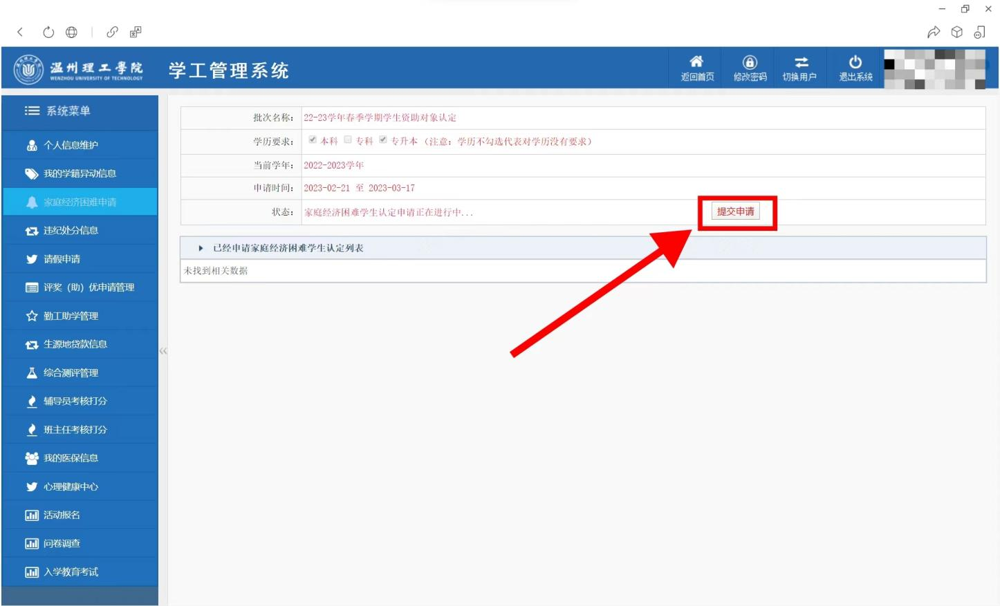 温州理工學院
WENZHOU UNIVERSITY OF TECHNOLOGY
学工管理系统
返回首页
修改密码
切换用户
退出系统
系统菜单
个人信息维护
我的学籍异动信息
家庭经济困难申请
违纪处分信息
请假申请
评奖（助）优申请管理
勤工助学管理
生源地贷款信息
综合测评管理
辅导员考核打分
班主任考核打分
我的医保信息
心理健康中心
活动报名
问卷调查
入学教育考试
批次名称： 22-23学年春季学期学生资助对象认定
学历要求： 本科 专科 专升本（注意：学历不勾选代表对学历没有要求）
当前学年： 2022-2023学年
申请时间： 2023-02-21 至 2023-03-17
状态： 家庭经济困难学生认定申请正在进行中... 提交申请
已经申请家庭经济困难学生认定列表
未找到相关数据